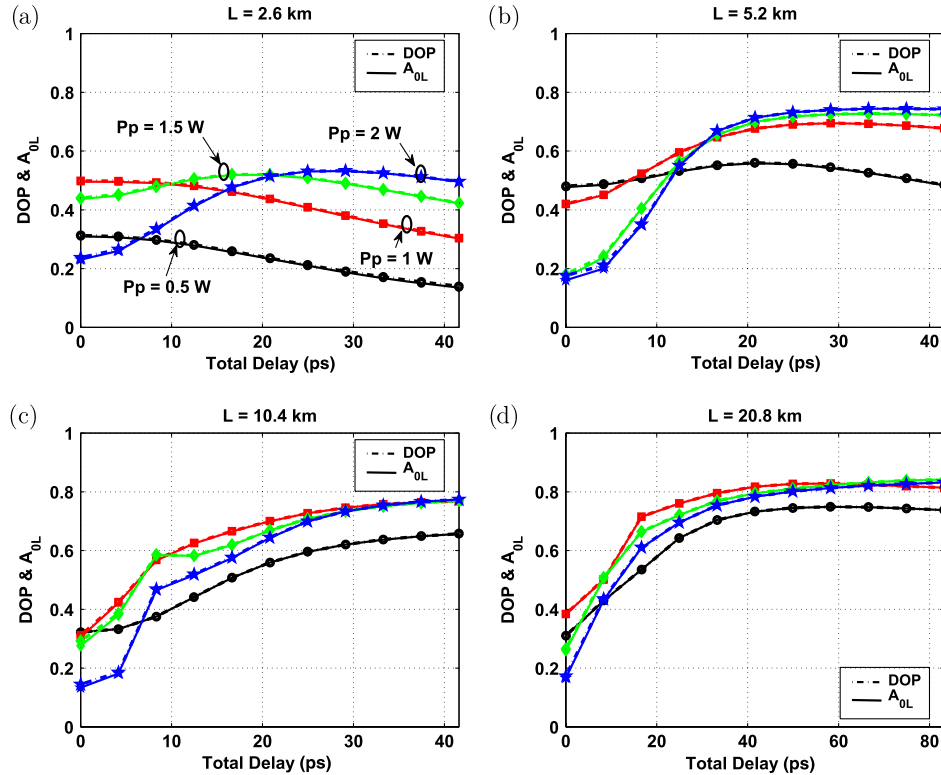 (a)
L = 2.6 km
DOP & A0L
1
0.8
0.6
0.4
0.2
0
0
10
20
30
40
Total Delay (ps)
DOP
A0L
Pp = 1.5 W
Pp = 2 W
Pp = 0.5 W
Pp = 1 W
(b)
L = 5.2 km
DOP & A0L
1
0.8
0.6
0.4
0.2
0
0
10
20
30
40
50
60
70
80
Total Delay (ps)
DOP
A0L
(c)
L = 10.4 km
DOP & A0L
1
0.8
0.6
0.4
0.2
0
0
10
20
30
40
Total Delay (ps)
DOP
A0L
(d)
L = 20.8 km
DOP & A0L
1
0.8
0.6
0.4
0.2
0
0
20
40
60
80
Total Delay (ps)
DOP
A0L